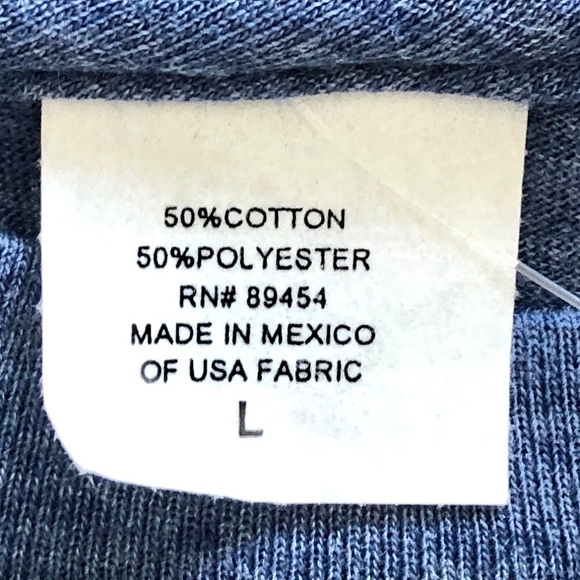 50%COTTON
50%POLYESTER
RN# 89454
MADE IN MEXICO
OF USA FABRIC
L